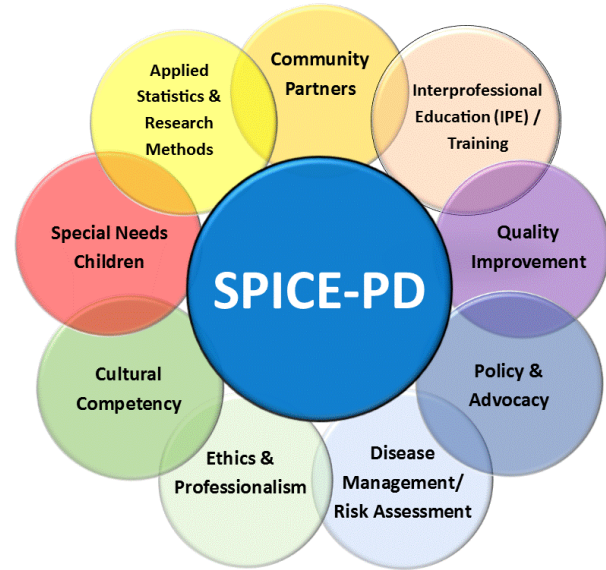 Community
Partners
Interprofessional
Education (IPE) /
Training
Quality
Improvement
Policy &
Advocacy
Disease
Management/
Risk Assessment
Ethics &
Professionalism
Cultural
Competency
Special Needs
Children
Applied
Statistics &
Research
Methods
SPICE-PD